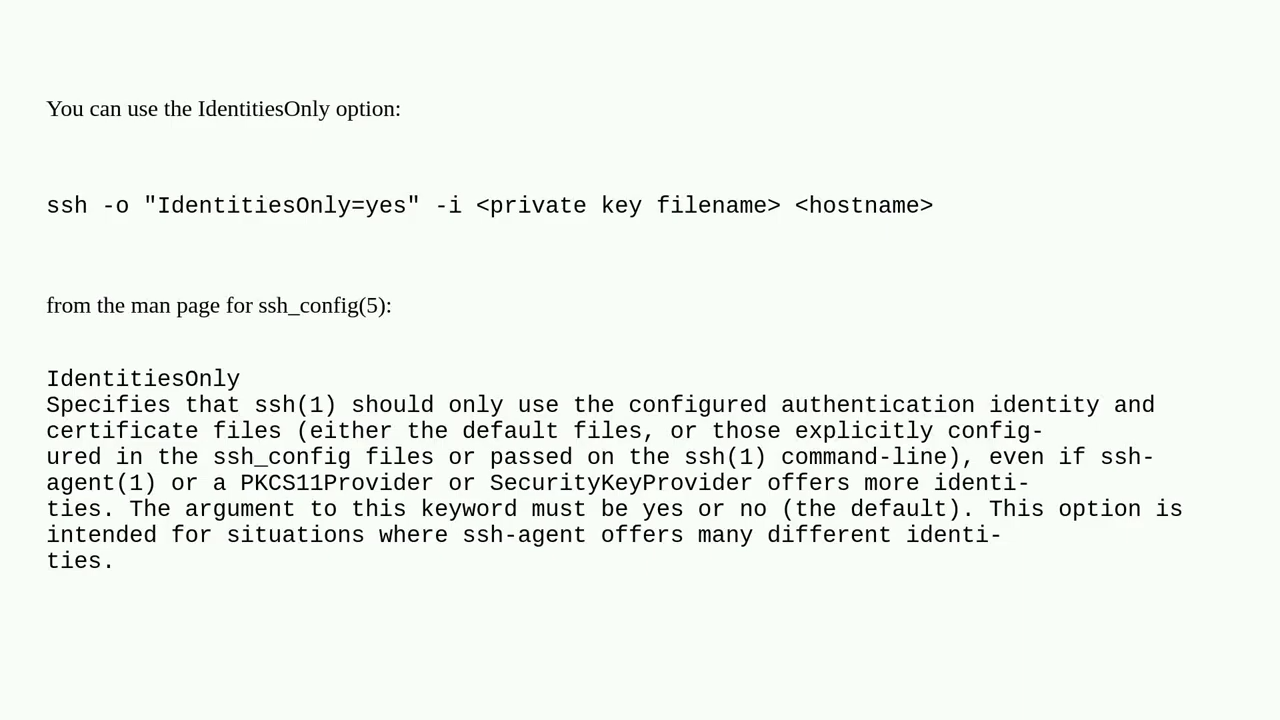 You can use the IdentitiesOnly option:
ssh -o "IdentitiesOnly=yes" -i <private key filename> <hostname>
from the man page for ssh_config(5):
IdentitiesOnly
Specifies that ssh(1) should only use the configured authentication identity and
certificate files (either the default files, or those explicitly config-
ured in the ssh_config files or passed on the ssh(1) command-line), even if ssh-
agent(1) or a PKCS11Provider or SecurityKeyProvider offers more identi-
ties. The argument to this keyword must be yes or no (the default). This option is
intended for situations where ssh-agent offers many different identi-
ties.